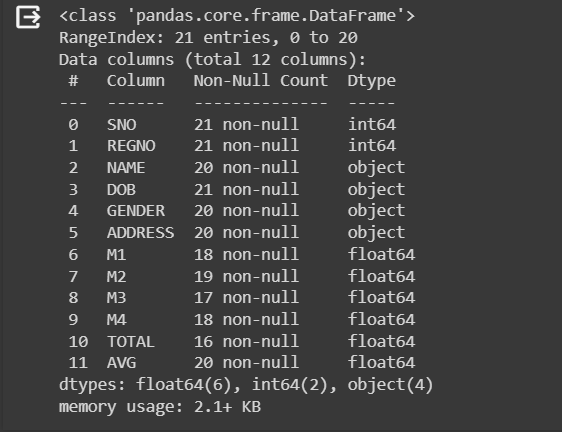 <class 'pandas.core.frame.DataFrame'>
RangeIndex: 21 entries, 0 to 20
Data columns (total 12 columns):
 #   Column   Non-Null Count  Dtype
---  ------   --------------  -----
 0   SNO      21 non-null     int64
 1   REGNO    21 non-null     int64
 2   NAME     20 non-null     object
 3   DOB      21 non-null     object
 4   GENDER   20 non-null     object
 5   ADDRESS  20 non-null     object
 6   M1       18 non-null     float64
 7   M2       19 non-null     float64
 8   M3       17 non-null     float64
 9   M4       18 non-null     float64
 10  TOTAL    16 non-null     float64
 11  AVG      20 non-null     float64
dtypes: float64(6), int64(2), object(4)
memory usage: 2.1+ KB